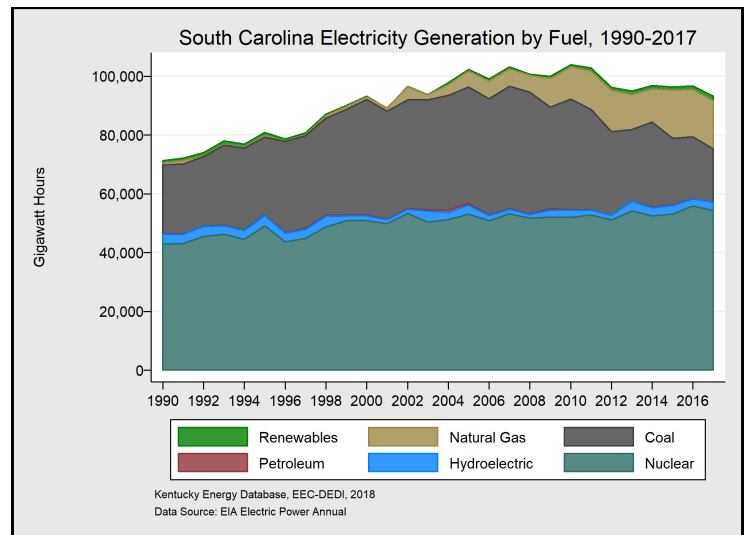 South Carolina Electricity Generation by Fuel, 1990-2017
Gigawatt Hours
100,000
80,000
60,000
40,000
20,000
0
1990 1992 1994 1996 1998 2000 2002 2004 2006 2008 2010 2012 2014 2016
Renewables Natural Gas Coal
Petroleum Hydroelectric Nuclear
Kentucky Energy Database, EEC-DEDI, 2018
Data Source: EIA Electric Power Annual